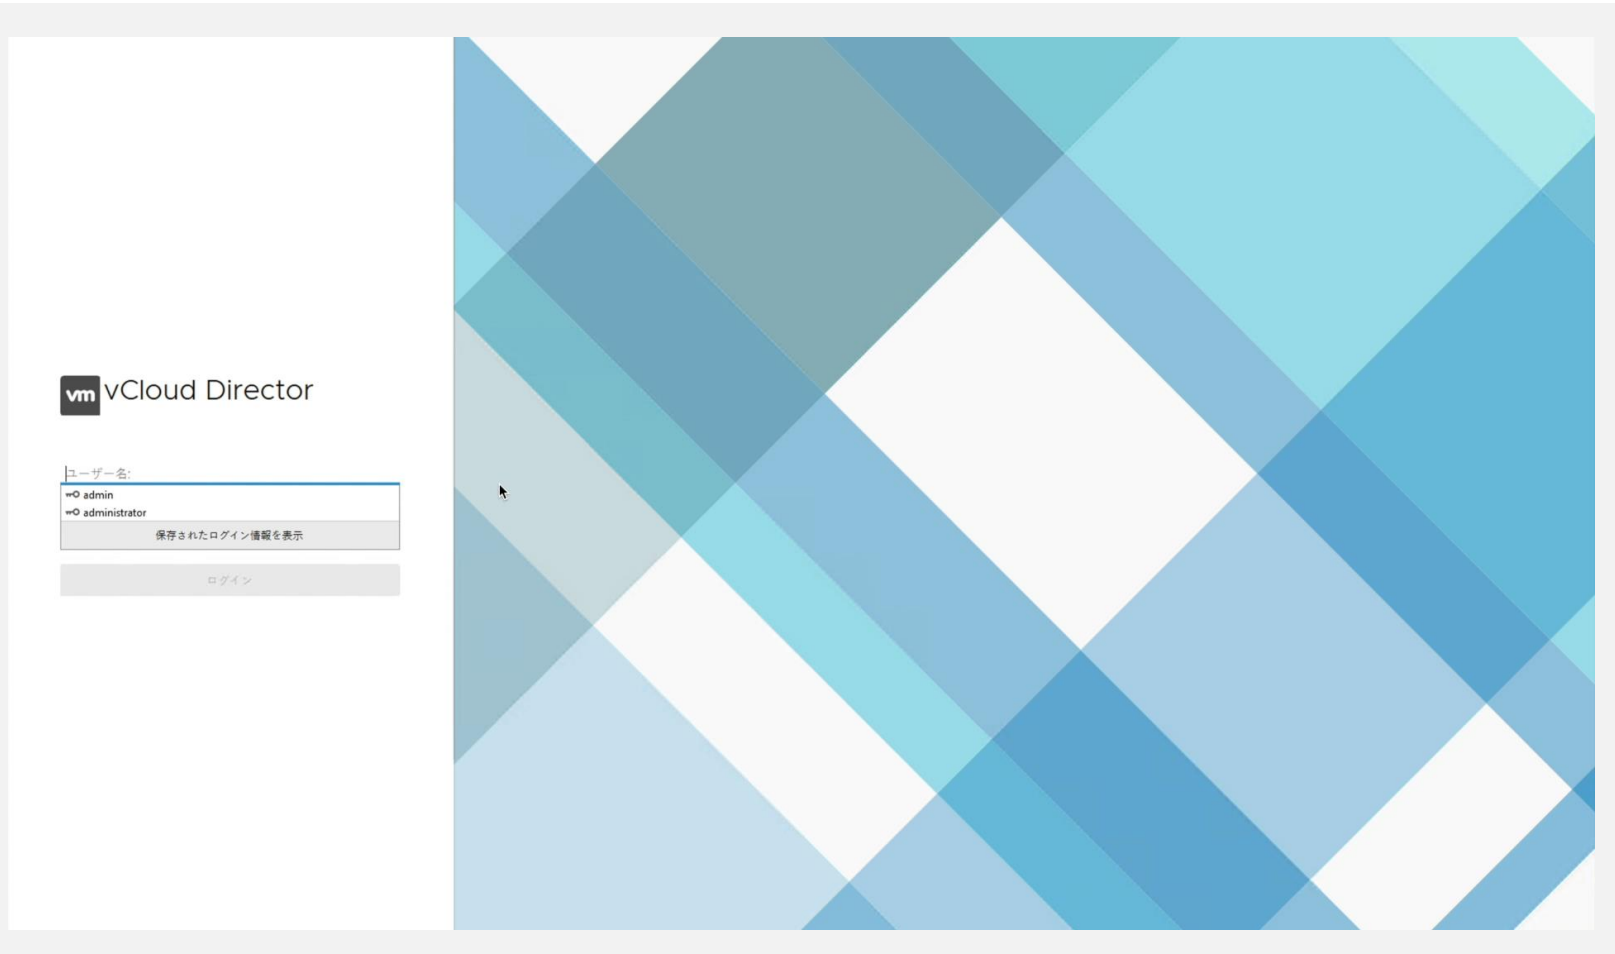 vm vCloud Director
ユーザー名:
admin
administrator
保存されたログイン情報を表示
ログイン